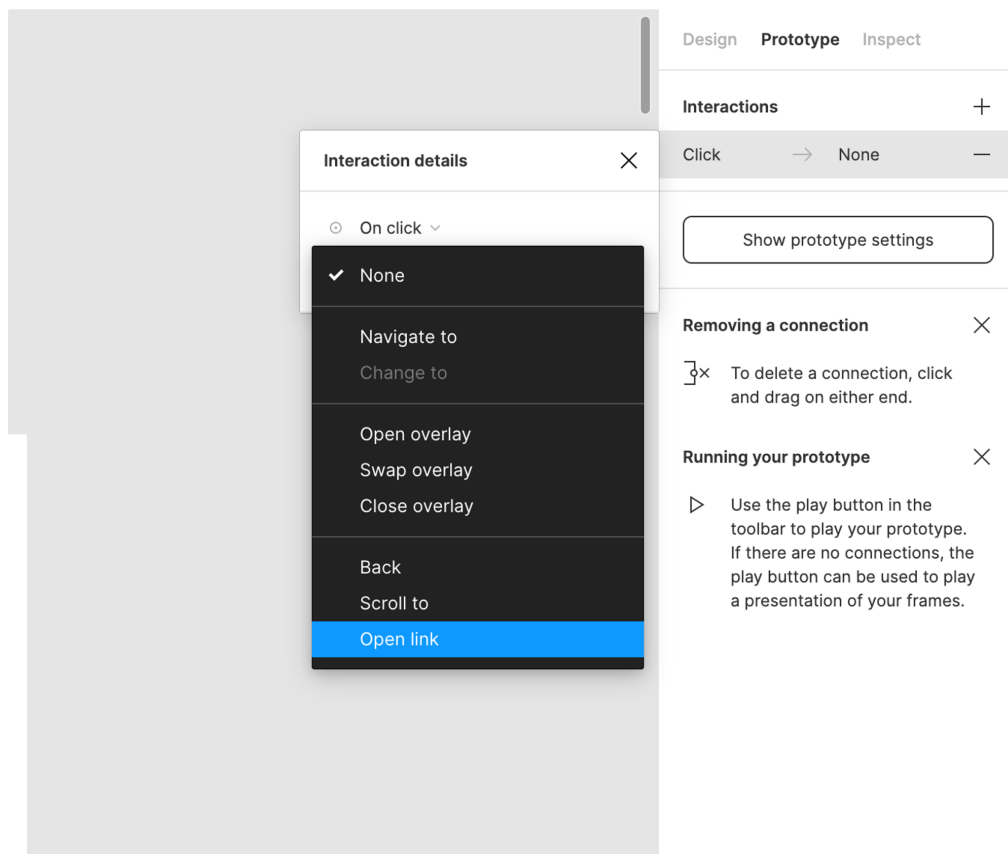 Design Prototype Inspect
Interactions
Click → None
Interaction details
On click
None
Navigate to
Change to
Open overlay
Swap overlay
Close overlay
Back
Scroll to
Open link
Show prototype settings
Removing a connection
To delete a connection, click
and drag on either end.
Running your prototype
Use the play button in the
toolbar to play your prototype.
If there are no connections, the
play button can be used to play
a presentation of your frames.